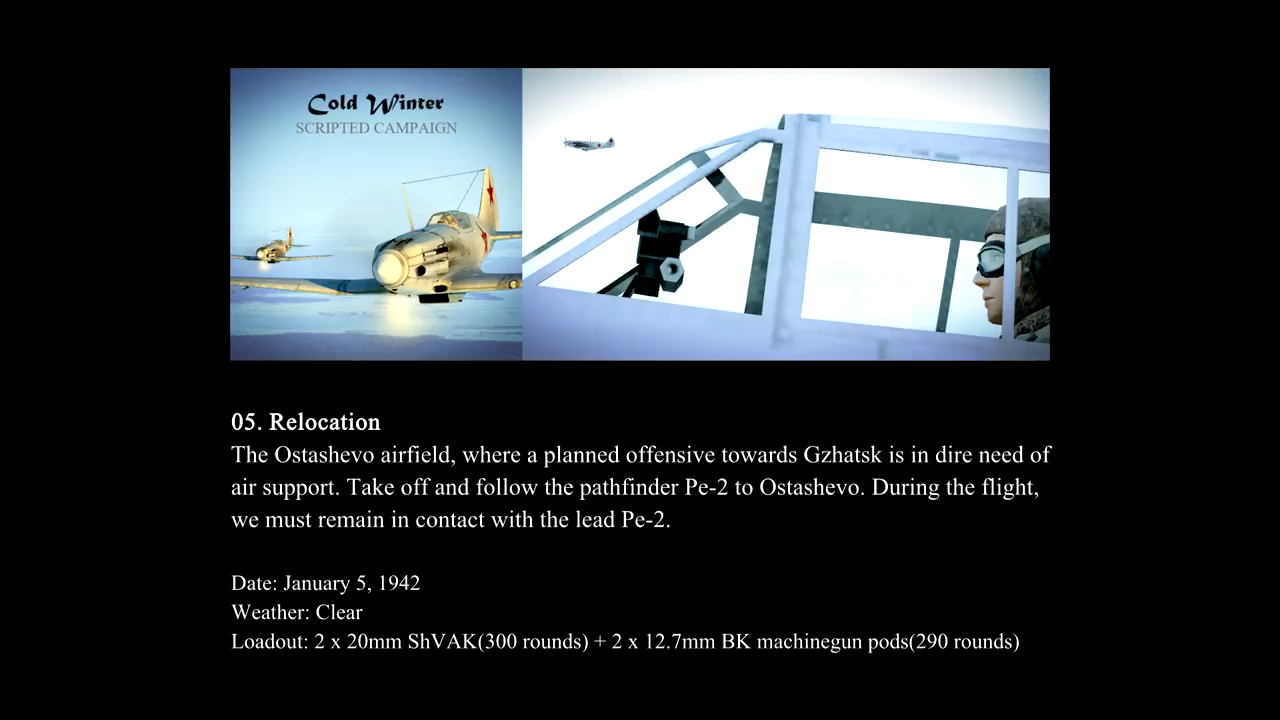 Cold Winter
SCRIPTED CAMPAIGN
05. Relocation
The Ostashevo airfield, where a planned offensive towards Gzhatsk is in dire need of
air support. Take off and follow the pathfinder Pe-2 to Ostashevo. During the flight,
we must remain in contact with the lead Pe-2.
Date: January 5, 1942
Weather: Clear
Loadout: 2 x 20mm ShVAK(300 rounds) + 2 x 12.7mm BK machinegun pods(290 rounds)